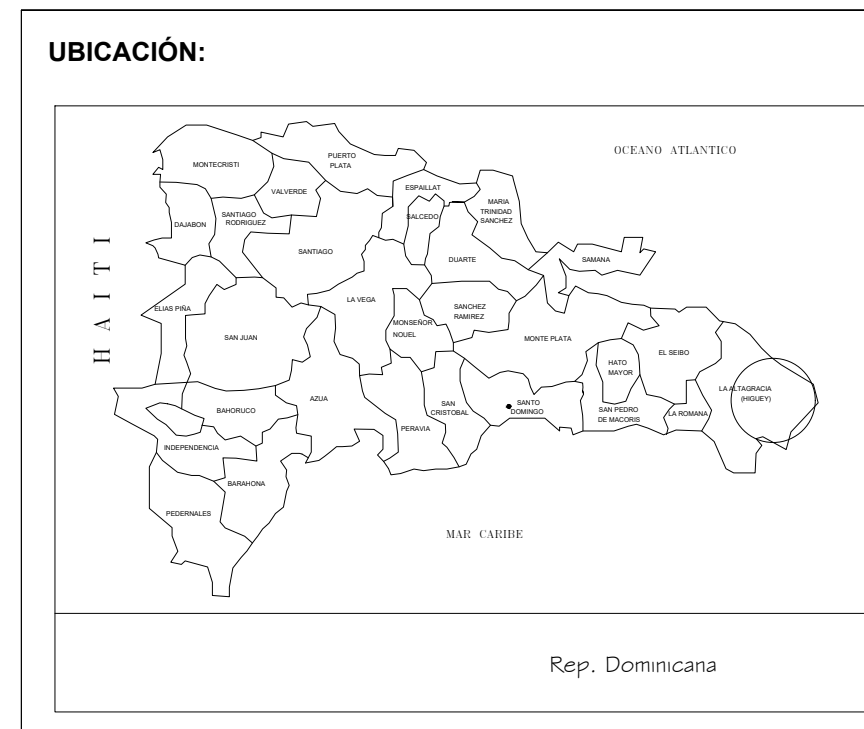 UBICACIÓN:
OCEANO ATLANTICO
HAITI
MONTECRISTI
PUERTO
PLATA
VALVERDE
ESPAILLAT
DAJABON
SANTIAGO
RODRIGUEZ
SALCEDO
MARIA
TRINIDAD
SANCHEZ
SANTIAGO
DUARTE
SAMANA
ELIAS PIÑA
LA VEGA
SANCHEZ
RAMIREZ
SAN JUAN
MONSEÑOR
NOUEL
MONTE PLATA
EL SEIBO
HATO
MAYOR
LA ALTAGRACIA
(HIGUEY)
AZUA
BAHORUCO
SAN
CRISTOBAL
SANTO
DOMINGO
SAN PEDRO
DE MACORIS
LA ROMANA
PERAVIA
INDEPENDENCIA
BARAHONA
PEDERNALES
MAR CARIBE
Rep. Dominicana